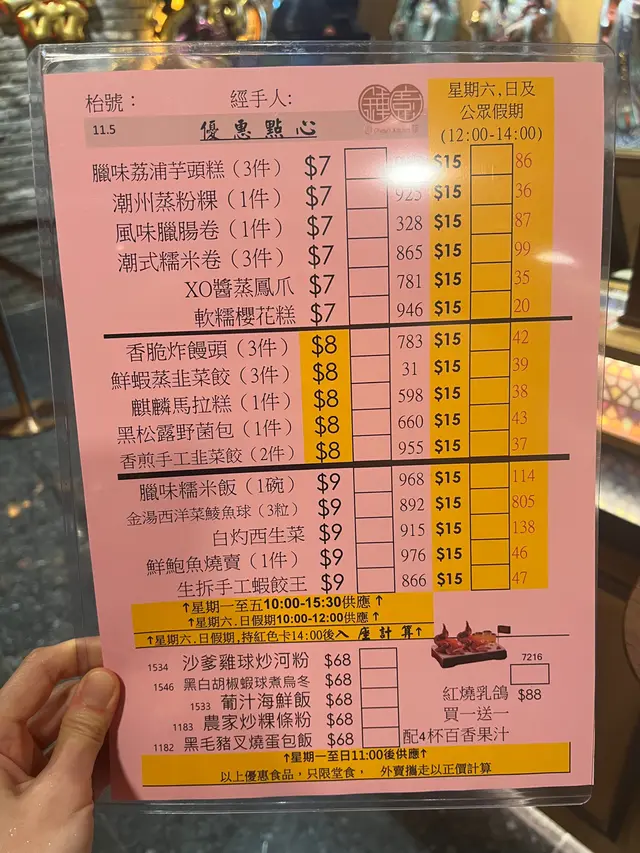 枱號： 經手人:
禪意
星期六,日及
公眾假期
(12:00-14:00)
11.5 優惠點心
臘味荔浦芋頭糕（3件） $7 $15 86
潮州蒸粉粿（1件） $7 923 $15 36
風味臘腸卷（1件） $7 328 $15 87
潮式糯米卷（3件） $7 865 $15 99
XO醬蒸鳳爪 $7 781 $15 35
軟糯櫻花糕 $7 946 $15 20
香脆炸饅頭（3件） $8 783 $15 42
鮮蝦蒸韭菜餃（3件） $8 31 $15 39
麒麟馬拉糕（1件） $8 598 $15 38
黑松露野菌包（1件） $8 660 $15 43
香煎手工韭菜餃（2件） $8 955 $15 37
臘味糯米飯（1碗） $9 968 $15 114
金湯西洋菜鯪魚球（3粒） $9 892 $15 805
白灼西生菜 $9 915 $15 138
鮮鮑魚燒賣（1件） $9 976 $15 46
生拆手工蝦餃王 $9 866 $15 47
↑星期一至五10:00-15:30供應↑
↑星期六.日假期10:00-12:00供應↑
↑星期六.日假期,持紅色卡14:00後入座計算↑
1534 沙爹雞球炒河粉 $68
1546 黑白胡椒蝦球煮烏冬 $68
1533 葡汁海鮮飯 $68
1183 農家炒粿條粉 $68
1182 黑毛豬叉燒蛋包飯 $68
7216
紅燒乳鴿 $88
買一送一
配4杯百香果汁
↑星期一至日11:00後供應↑
以上優惠食品，只限堂食， 外賣攜走以正價計算